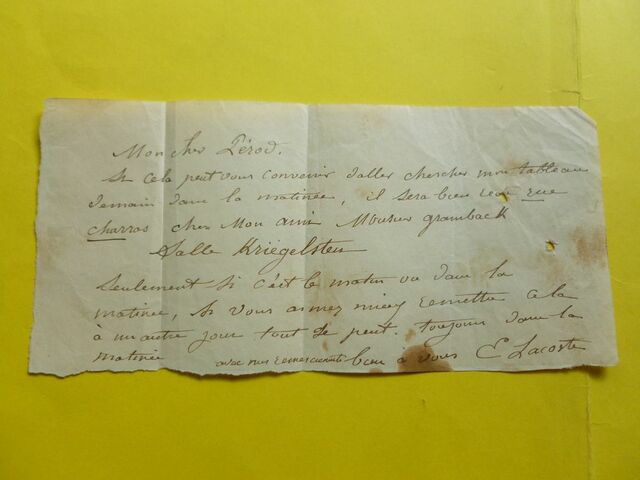 Mon cher Pérod.
Si cela peut vous convenir d'aller chercher mon tableau
demain dans la matinée, il sera bien rue
charras chez Mon ami Monsieur gramback
Salle Kriegelstein
Seulement si c'est le matin ou dans la
matinée, si vous aimez mieux remettre cela
à un autre jour tout se peut. toujours dans la
matinée
avec mes remerciements bien à vous E Lacoste